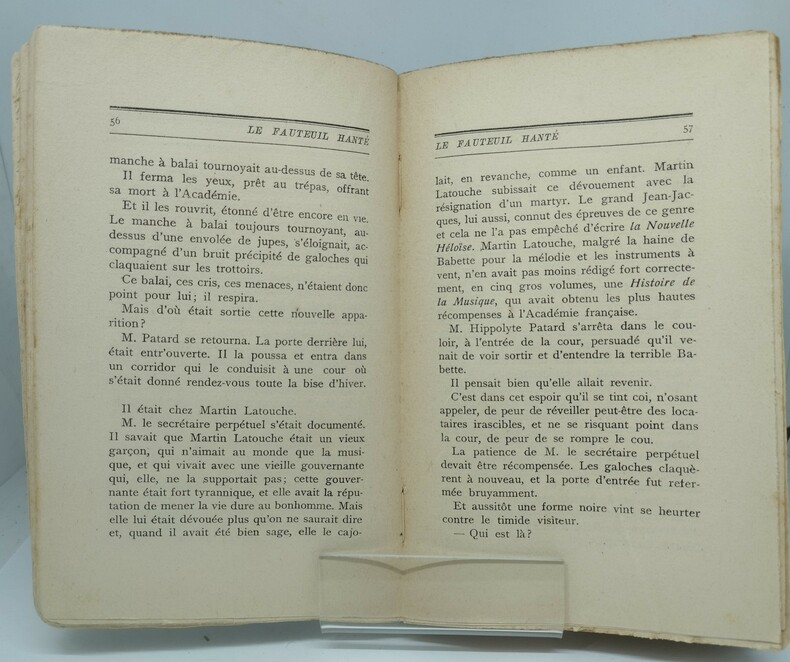 56
LE FAUTEUIL HANTÉ
manche à balai tournoyait au-dessus de sa tête.
Il ferma les yeux, prêt au trépas, offrant
sa mort à l'Académie.
Et il les rouvrit, étonné d'être encore en vie.
Le manche à balai toujours tournoyant, au-
dessus d'une envolée de jupes, s'éloignait, ac-
compagné d'un bruit précipité de galoches qui
claquaient sur les trottoirs.
Ce balai, ces cris, ces menaces, n'étaient donc
point pour lui ; il respira.
Mais d'où était sortie cette nouvelle appa-
rition ?
M. Patard se retourna. La porte derrière lui,
était entr'ouverte. Il la poussa et entra dans
un corridor qui le conduisit à une cour où
s'était donné rendez-vous toute la bise d'hiver.
Il était chez Martin Latouche.
M. le secrétaire perpétuel s'était documenté.
Il savait que Martin Latouche était un vieux
garçon, qui n'aimait au monde que la musi-
que, et qui vivait avec une vieille gouvernante
qui, elle, ne la supportait pas ; cette gouver-
nante était fort tyrannique, et elle avait la répu-
tation de mener la vie dure au bonhomme. Mais
elle lui était dévouée plus qu'on ne saurait dire
et, quand il avait été bien sage, elle le cajo-
LE FAUTEUIL HANTÉ
57
lait, en revanche, comme un enfant. Martin
Latouche subissait ce dévouement avec la
résignation d'un martyr. Le grand Jean-Jac-
ques, lui aussi, connut des épreuves de ce genre
et cela ne l'a pas empêché d'écrire la Nouvelle
Héloïse. Martin Latouche, malgré la haine de
Babette pour la mélodie et les instruments à
vent, n'en avait pas moins rédigé fort correcte-
ment, en cinq gros volumes, une Histoire de
la Musique, qui avait obtenu les plus hautes
récompenses à l'Académie française.
M. Hippolyte Patard s'arrêta dans le cou-
loir, à l'entrée de la cour, persuadé qu'il ve-
nait de voir sortir et d'entendre la terrible Ba-
bette.
Il pensait bien qu'elle allait revenir.
C'est dans cet espoir qu'il se tint coi, n'osant
appeler, de peur de réveiller peut-être des loca-
taires irascibles, et ne se risquant point dans
la cour, de peur de se rompre le cou.
La patience de M. le secrétaire perpétuel
devait être récompensée. Les galoches claquè-
rent à nouveau, et la porte d'entrée fut refer-
mée bruyamment.
Et aussitôt une forme noire vint se heurter
contre le timide visiteur.
— Qui est là ?